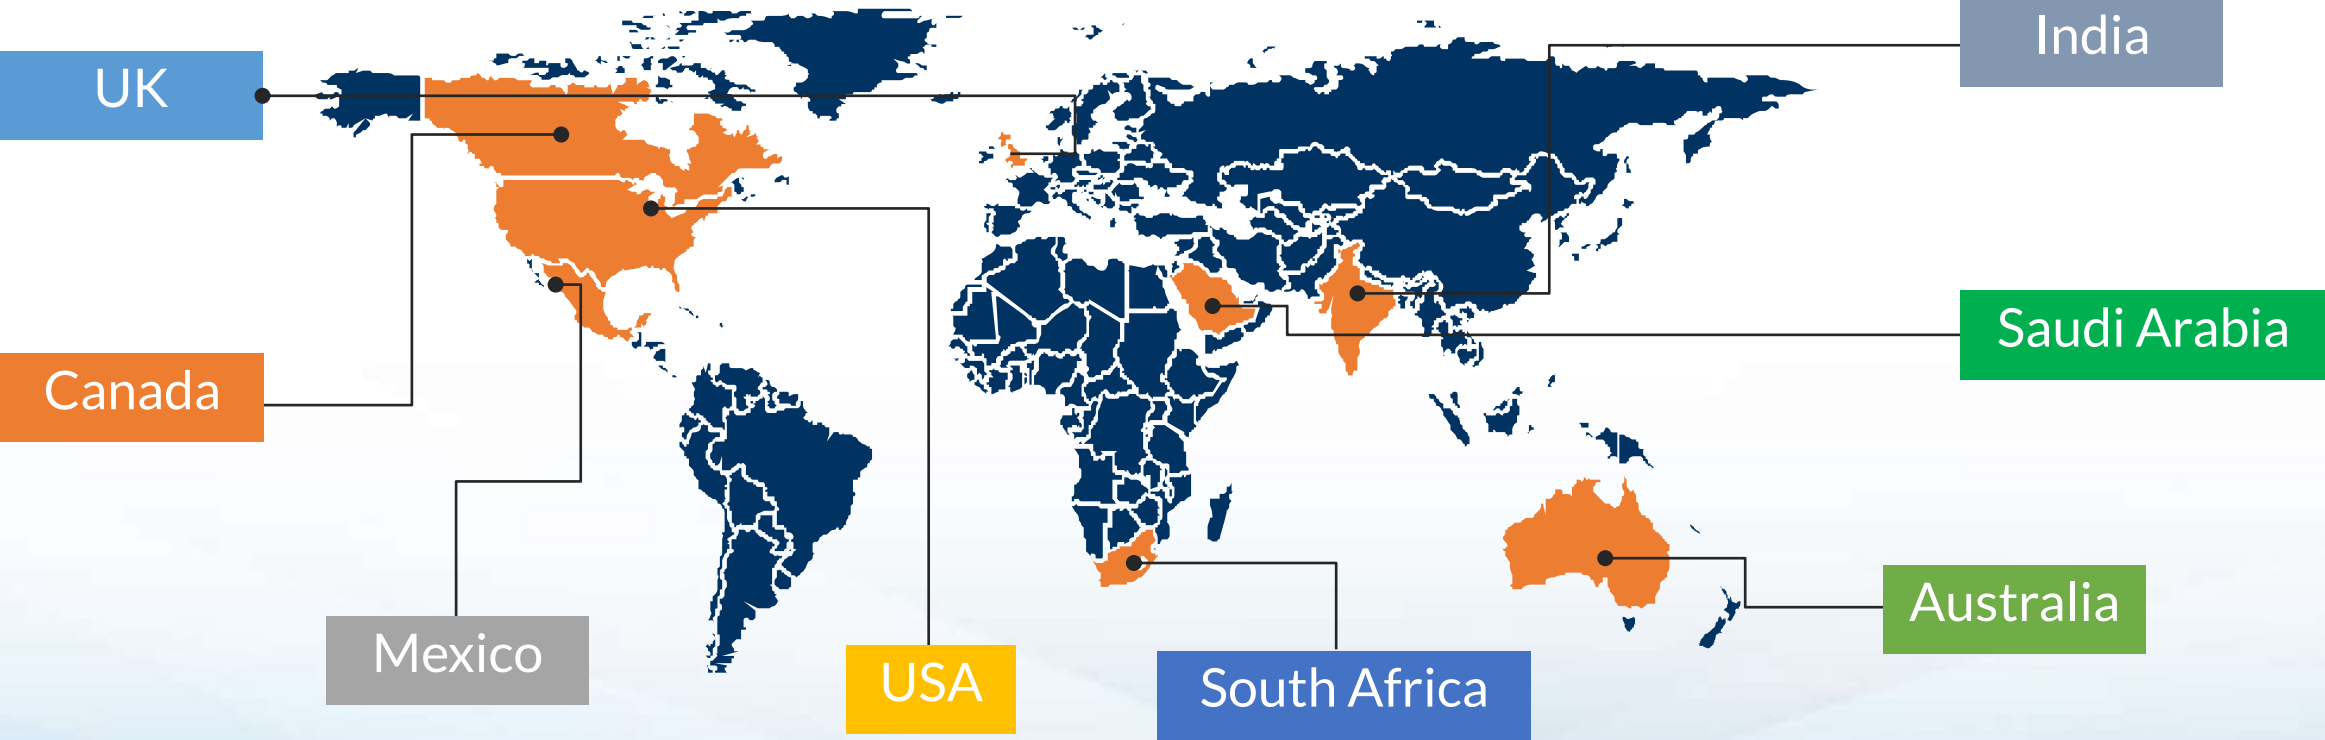 India
UK
Saudi Arabia
Canada
Australia
Mexico
USA
South Africa